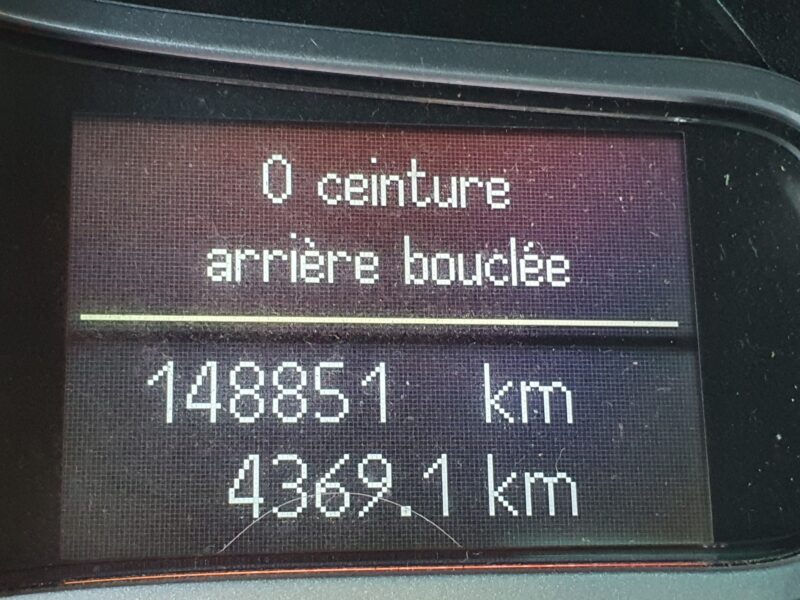 0 ceinture
arrière bouclée
148851 km
4369.1 km